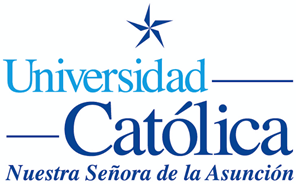 Universidad
Católica
Nuestra Señora de la Asunción